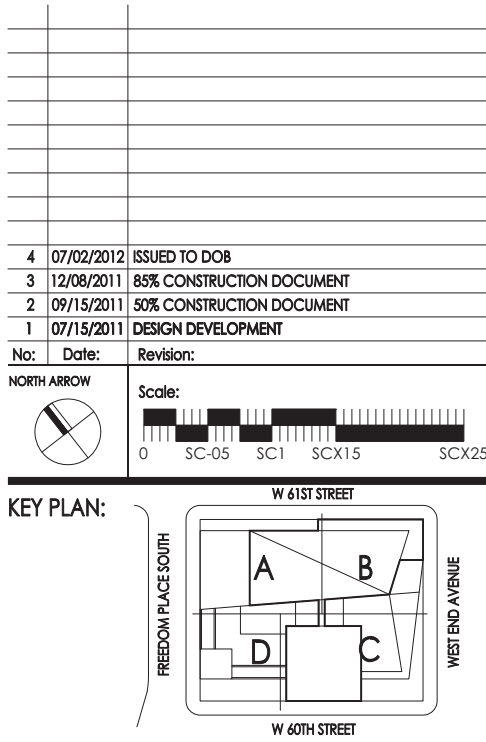 4 07/02/2012 ISSUED TO DOB
3 12/08/2011 85% CONSTRUCTION DOCUMENT
2 09/15/2011 50% CONSTRUCTION DOCUMENT
1 07/15/2011 DESIGN DEVELOPMENT
No: Date: Revision:
NORTH ARROW
Scale:
0 SC-05 SC1 SCX15 SCX25
KEY PLAN:
W 61ST STREET
FREEDOM PLACE SOUTH
A B
D C
WEST END AVENUE
W 60TH STREET